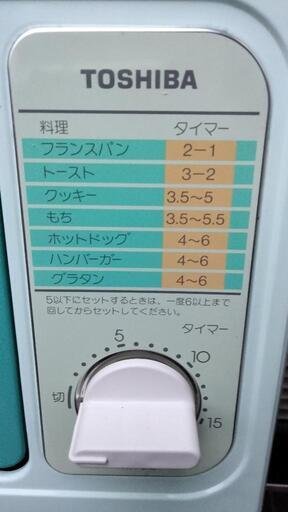 TOSHIBA
料理 タイマー
フランスパン 2−1
トースト 3−2
クッキー 3.5〜5
もち 3.5〜5.5
ホットドッグ 4〜6
ハンバーガー 4〜6
グラタン 4〜6
5以下にセットするときは、一度6以上まで
回してからセットしてください。
タイマー
5
10
切
15